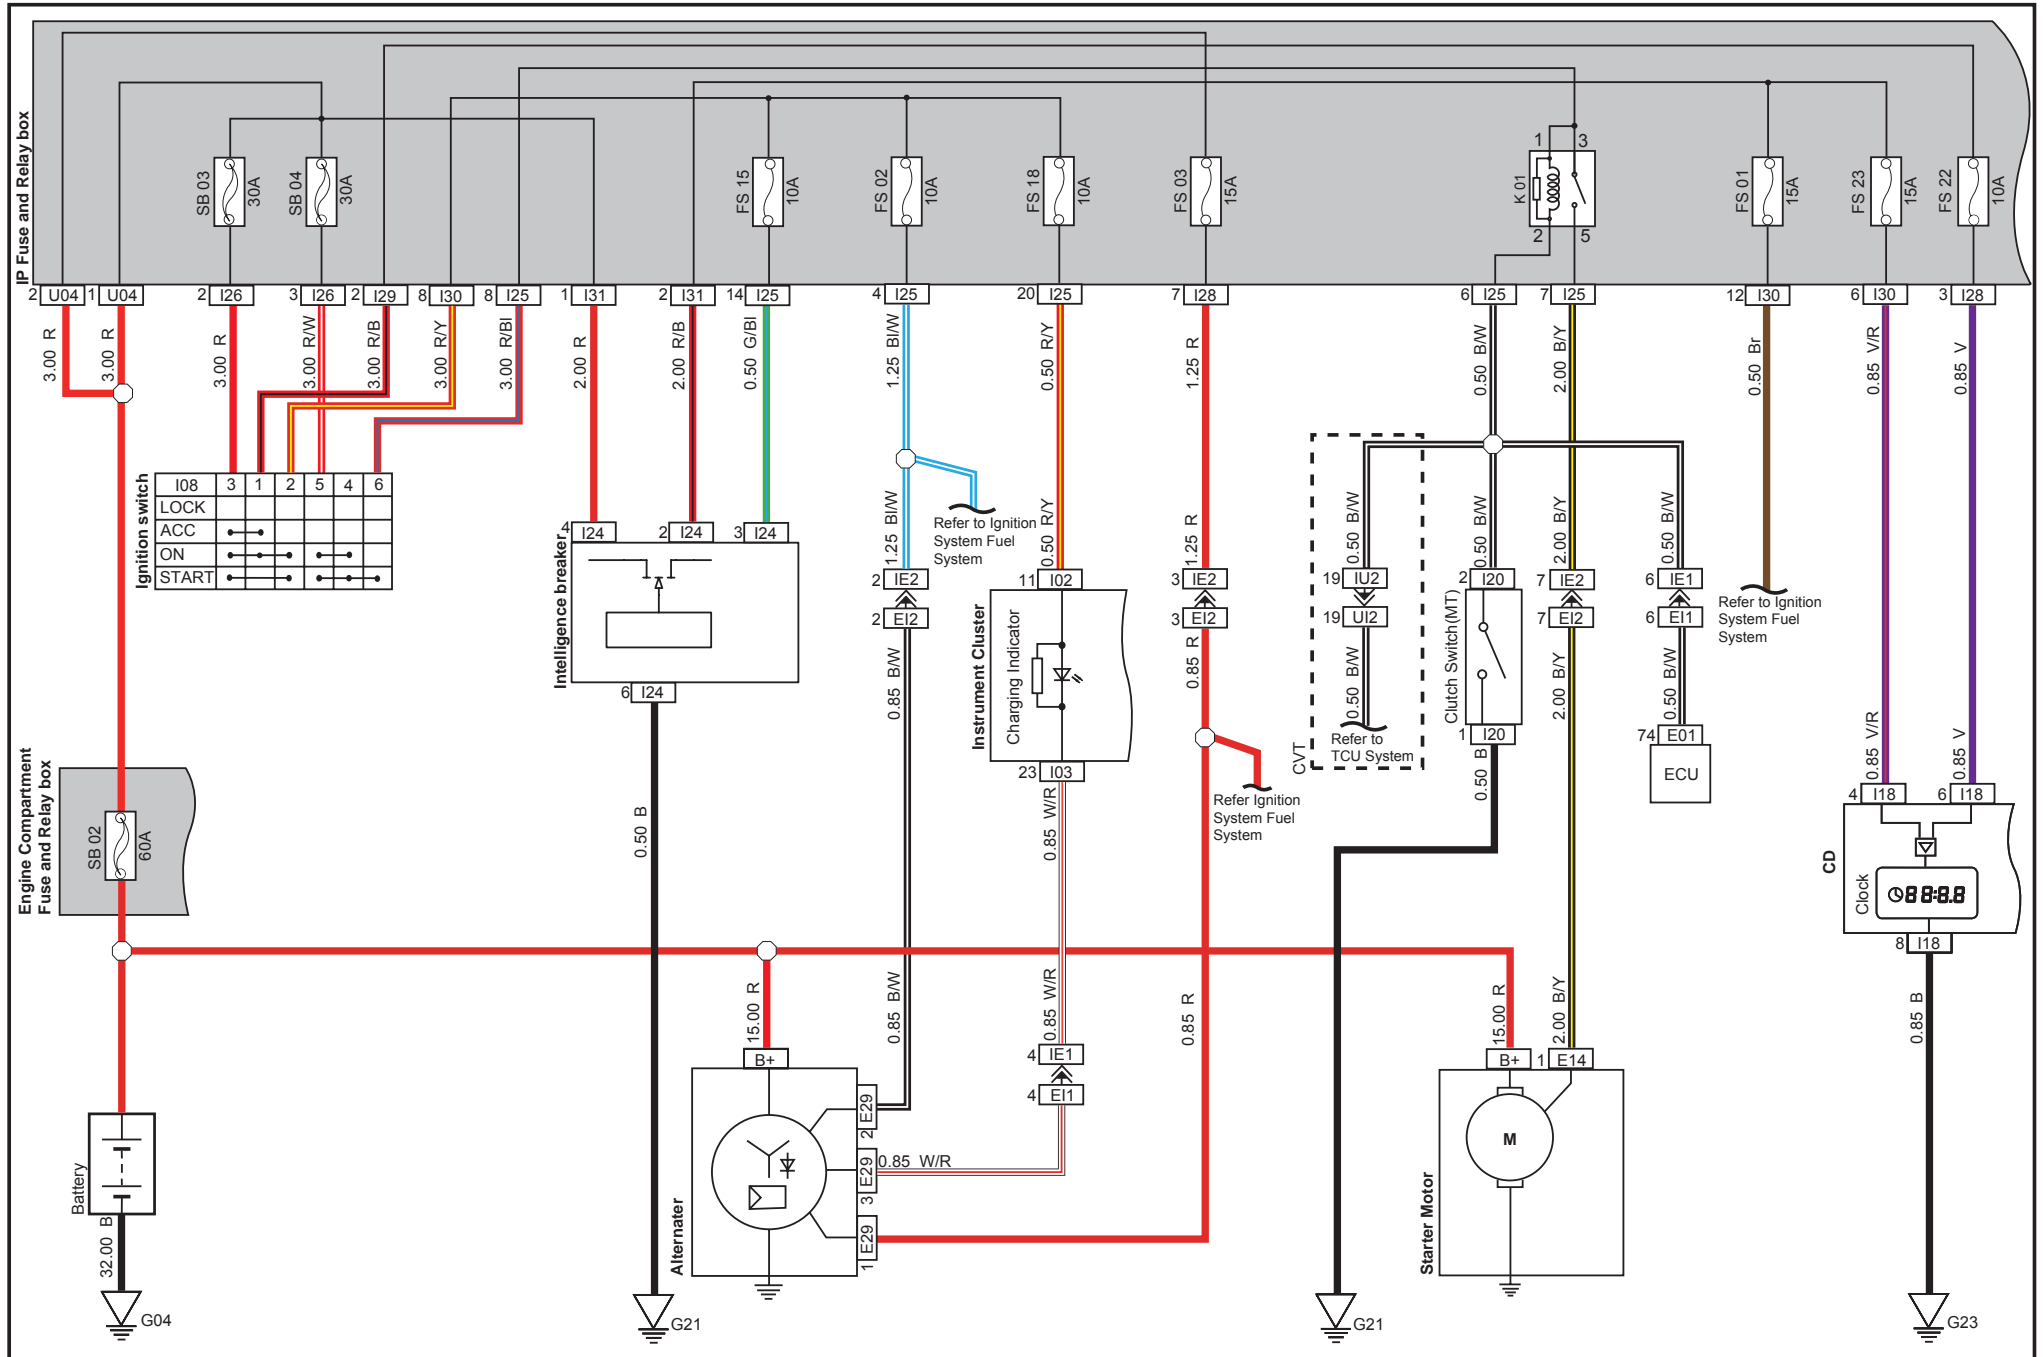 IP Fuse and Relay box
SB 03
30A
SB 04
30A
FS 15
10A
FS 02
10A
FS 18
10A
FS 03
15A
1
3
K 01
2
5
FS 01
15A
FS 23
15A
FS 22
10A
2 U04
1 U04
2 I26
3 I26
2 I29
8 I30
8 I25
1 I31
2 I31
14 I25
4 I25
20 I25
7 I28
6 I25
7 I25
12 I30
6 I30
3 I28
3.00 R
3.00 R
3.00 R
3.00 R/W
3.00 R/B
3.00 R/Y
3.00 R/Bl
2.00 R
2.00 R/B
0.50 G/Bl
1.25 Bl/W
0.50 R/Y
1.25 R
0.50 B/W
2.00 B/Y
0.50 Br
0.85 V/R
0.85 V
Ignition switch
I08 3 1 2 5 4 6
LOCK
ACC
ON
START
Intelligence breaker
4 I24
2 I24
3 I24
6 I24
1.25 Bl/W
Refer to Ignition
System Fuel
System
0.50 R/Y
1.25 R
0.50 B/W
0.50 B/W
2.00 B/Y
0.50 B/W
2 IE2
2 EI2
11 I02
Instrument Cluster
Charging Indicator
23 I03
3 IE2
3 EI2
19 IU2
19 UI2
2 I20
Clutch Switch(MT)
1 I20
7 IE2
7 EI2
6 IE1
6 EI1
Refer to Ignition
System Fuel
System
0.85 B/W
0.85 R
0.50 B/W
2.00 B/Y
0.50 B/W
Refer to
TCU System
CVT
74 E01
ECU
Refer Ignition
System Fuel
System
0.50 B
0.50 B
0.85 W/R
0.85 V/R
0.85 V
4 I18
6 I18
CD
Clock
88:8.8
8 I18
Engine Compartment
Fuse and Relay box
SB 02
60A
15.00 R
0.85 B/W
0.85 W/R
0.85 R
15.00 R
2.00 B/Y
0.85 B
B+
4 IE1
4 EI1
B+
1 E14
Alternater
E29
2
E29
3
0.85 W/R
E29
1
Starter Motor
M
Battery
32.00 B
G04
G21
G21
G23